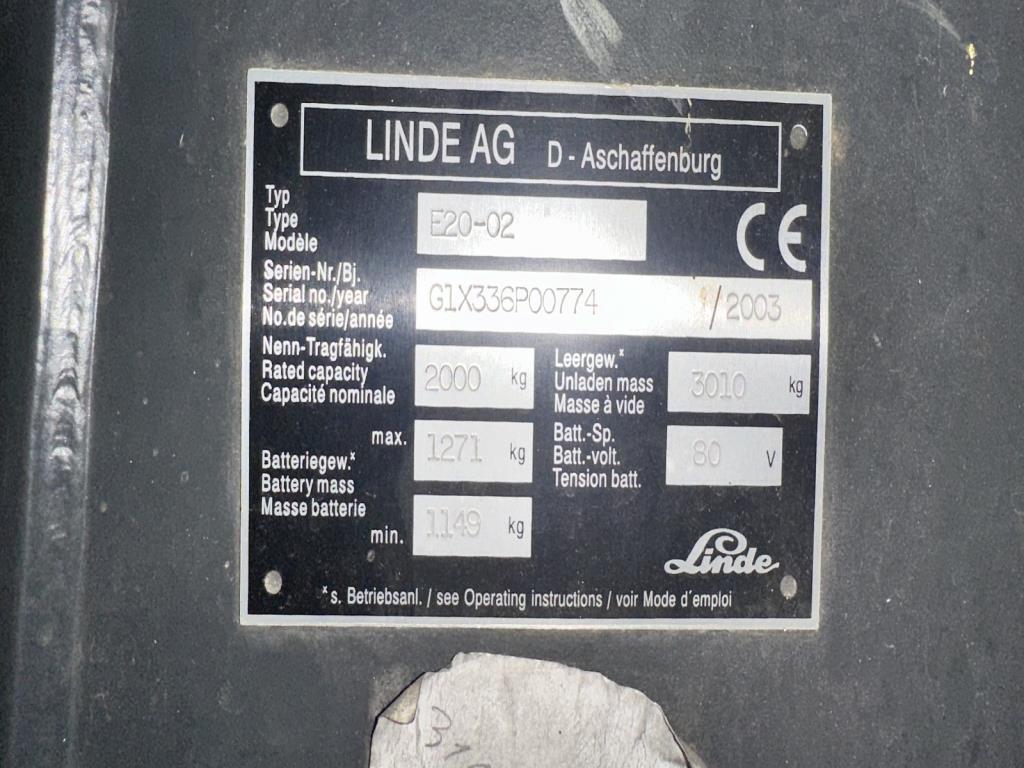 LINDE AG D - Aschaffenburg
Typ
Type
Modèle
E20-02
CE
Serien-Nr./Bj.
Serial no./year
No.de série/année
G1X336P00774 /2003
Nenn-Tragfähigk.
Rated capacity
Capacité nominale
2000 kg
Leergew.ˣ
Unladen mass
Masse à vide
3010 kg
Batteriegew.ˣ
Battery mass
Masse batterie
max. 1271 kg
min. 1149 kg
Batt.-Sp.
Batt.-volt.
Tension batt.
80 V
Linde
ˣs. Betriebsanl. / see Operating instructions / voir Mode d´emploi